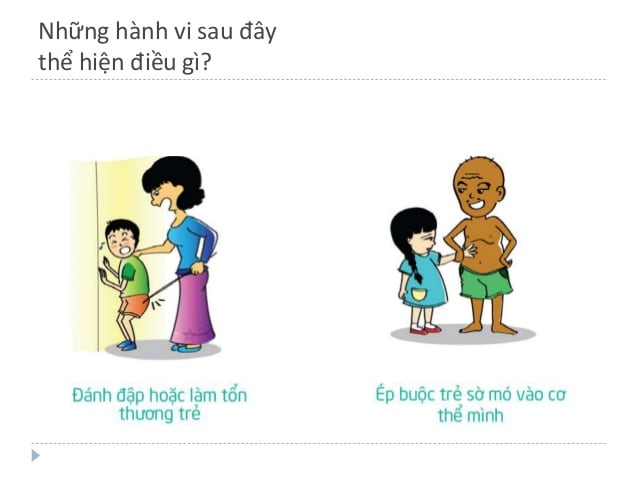 Những hành vi sau đây
thể hiện điều gì?
Đánh đập hoặc làm tổn
thương trẻ
Ép buộc trẻ sờ mó vào cơ
thể mình